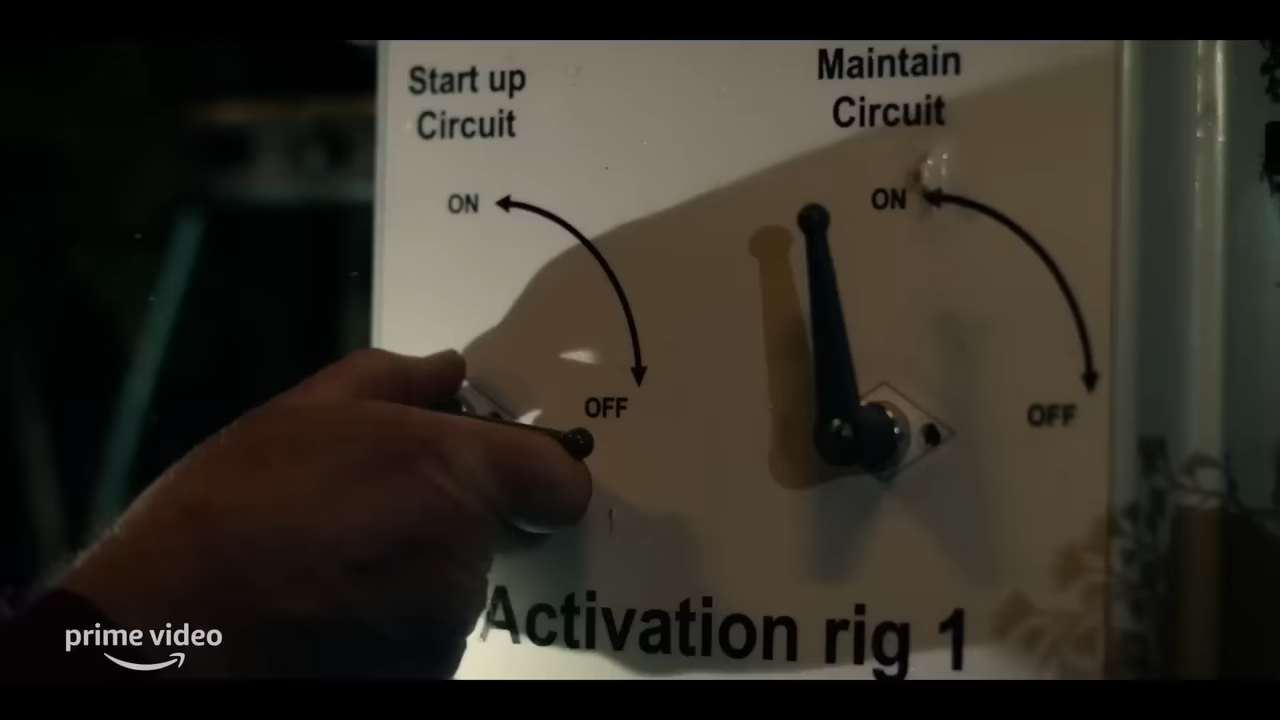 Start up
Circuit
ON
OFF
Maintain
Circuit
ON
OFF
Activation rig 1
prime video